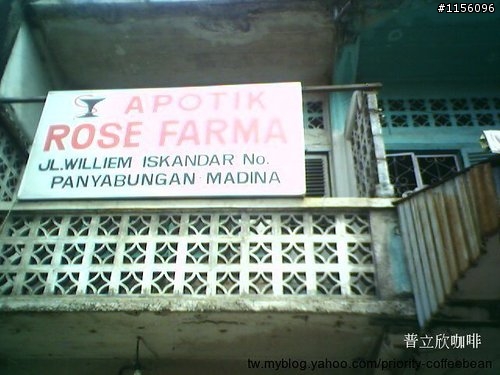 #1156096
APOTIK
ROSE FARMA
JL.WILLIEM ISKANDAR No.
PANYABUNGAN MADINA
普立欣咖啡
tw.myblog.yahoo.com/priority-coffeebean